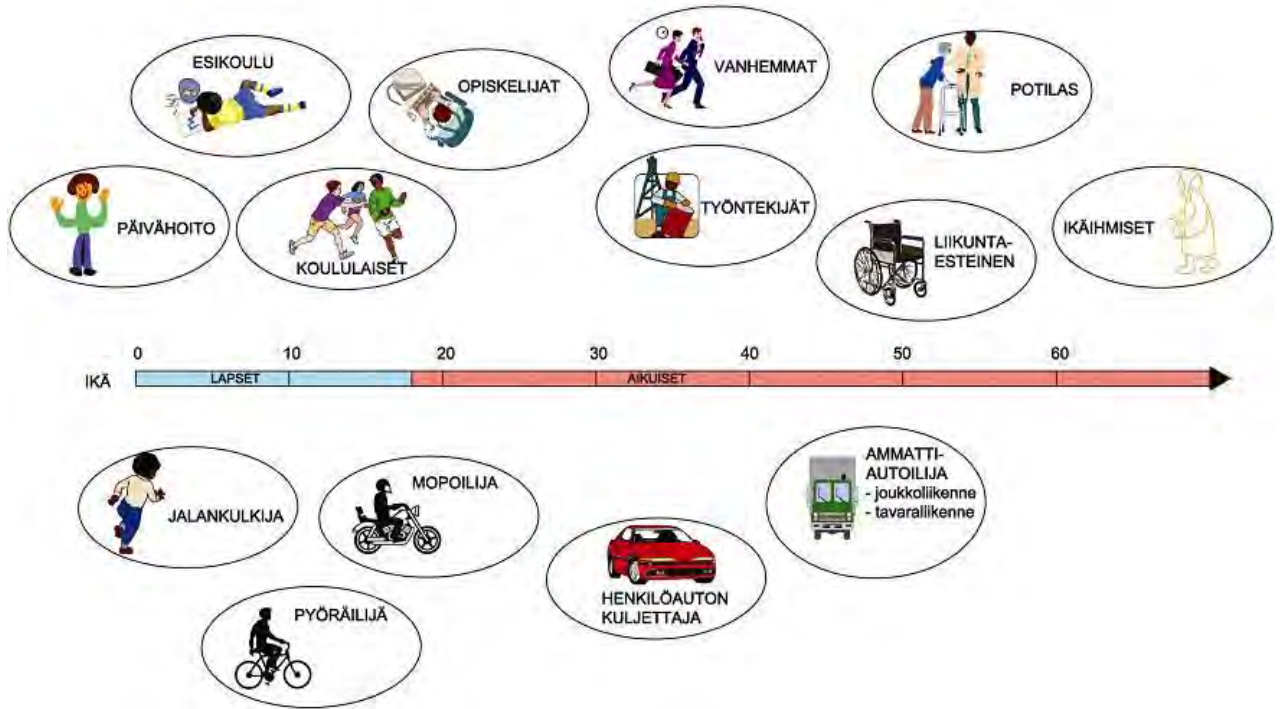 ESIKOULU
OPISKELIJAT
VANHEMMAT
POTILAS
PÄIVÄHOITO
KOULULAISET
TYÖNTEKIJÄT
LIIKUNTA-
ESTEINEN
IKÄIHMISET
0 10 20 30 40 50 60
IKÄ LAPSET AIKUISET
JALANKULKIJA
MOPOILIJA
AMMATTI-
AUTOILIJA
- joukkoliikenne
- tavaraliikenne
HENKILÖAUTON
KULJETTAJA
PYÖRÄILIJÄ